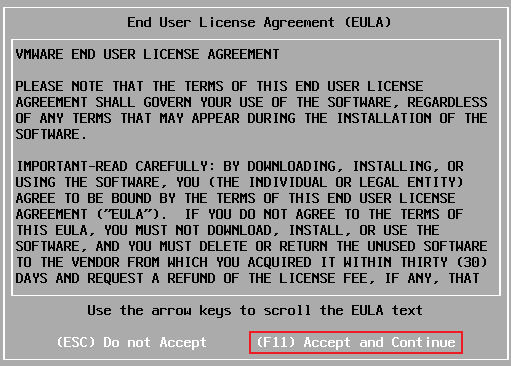 End User License Agreement (EULA)
VMWARE END USER LICENSE AGREEMENT
PLEASE NOTE THAT THE TERMS OF THIS END USER LICENSE
AGREEMENT SHALL GOVERN YOUR USE OF THE SOFTWARE, REGARDLESS
OF ANY TERMS THAT MAY APPEAR DURING THE INSTALLATION OF THE
SOFTWARE.
IMPORTANT-READ CAREFULLY: BY DOWNLOADING, INSTALLING, OR
USING THE SOFTWARE, YOU (THE INDIVIDUAL OR LEGAL ENTITY)
AGREE TO BE BOUND BY THE TERMS OF THIS END USER LICENSE
AGREEMENT ("EULA").  IF YOU DO NOT AGREE TO THE TERMS OF
THIS EULA, YOU MUST NOT DOWNLOAD, INSTALL, OR USE THE
SOFTWARE, AND YOU MUST DELETE OR RETURN THE UNUSED SOFTWARE
TO THE VENDOR FROM WHICH YOU ACQUIRED IT WITHIN THIRTY (30)
DAYS AND REQUEST A REFUND OF THE LICENSE FEE, IF ANY, THAT
Use the arrow keys to scroll the EULA text
(ESC) Do not Accept (F11) Accept and Continue